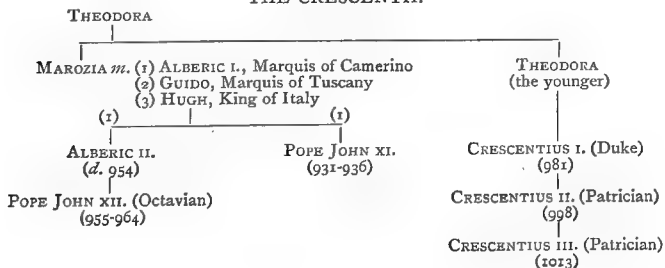 THE CRESCENTII.
THEODORA
MAROZIA m. (1) ALBERIC I., Marquis of Camerino
(2) GUIDO, Marquis of Tuscany
(3) HUGH, King of Italy
THEODORA
(the younger)
(1) (1)
ALBERIC II.
(d. 954)
POPE JOHN XI.
(931-936)
CRESCENTIUS I. (Duke)
(981)
POPE JOHN XII. (Octavian)
(955-964)
CRESCENTIUS II. (Patrician)
(998)
CRESCENTIUS III. (Patrician)
(1013)